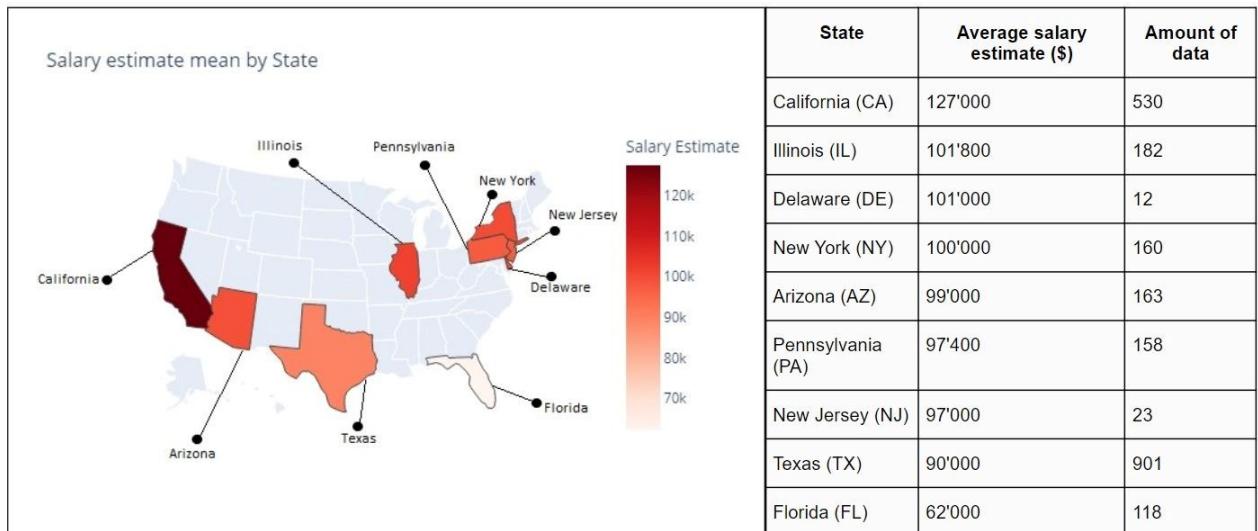 Salary estimate mean by State
Illinois
Pennsylvania
New York
New Jersey
California
Delaware
Florida
Texas
Arizona
Salary Estimate
120k
110k
100k
90k
80k
70k
State Average salary estimate ($) Amount of data
California (CA) 127'000 530
Illinois (IL) 101'800 182
Delaware (DE) 101'000 12
New York (NY) 100'000 160
Arizona (AZ) 99'000 163
Pennsylvania (PA) 97'400 158
New Jersey (NJ) 97'000 23
Texas (TX) 90'000 901
Florida (FL) 62'000 118